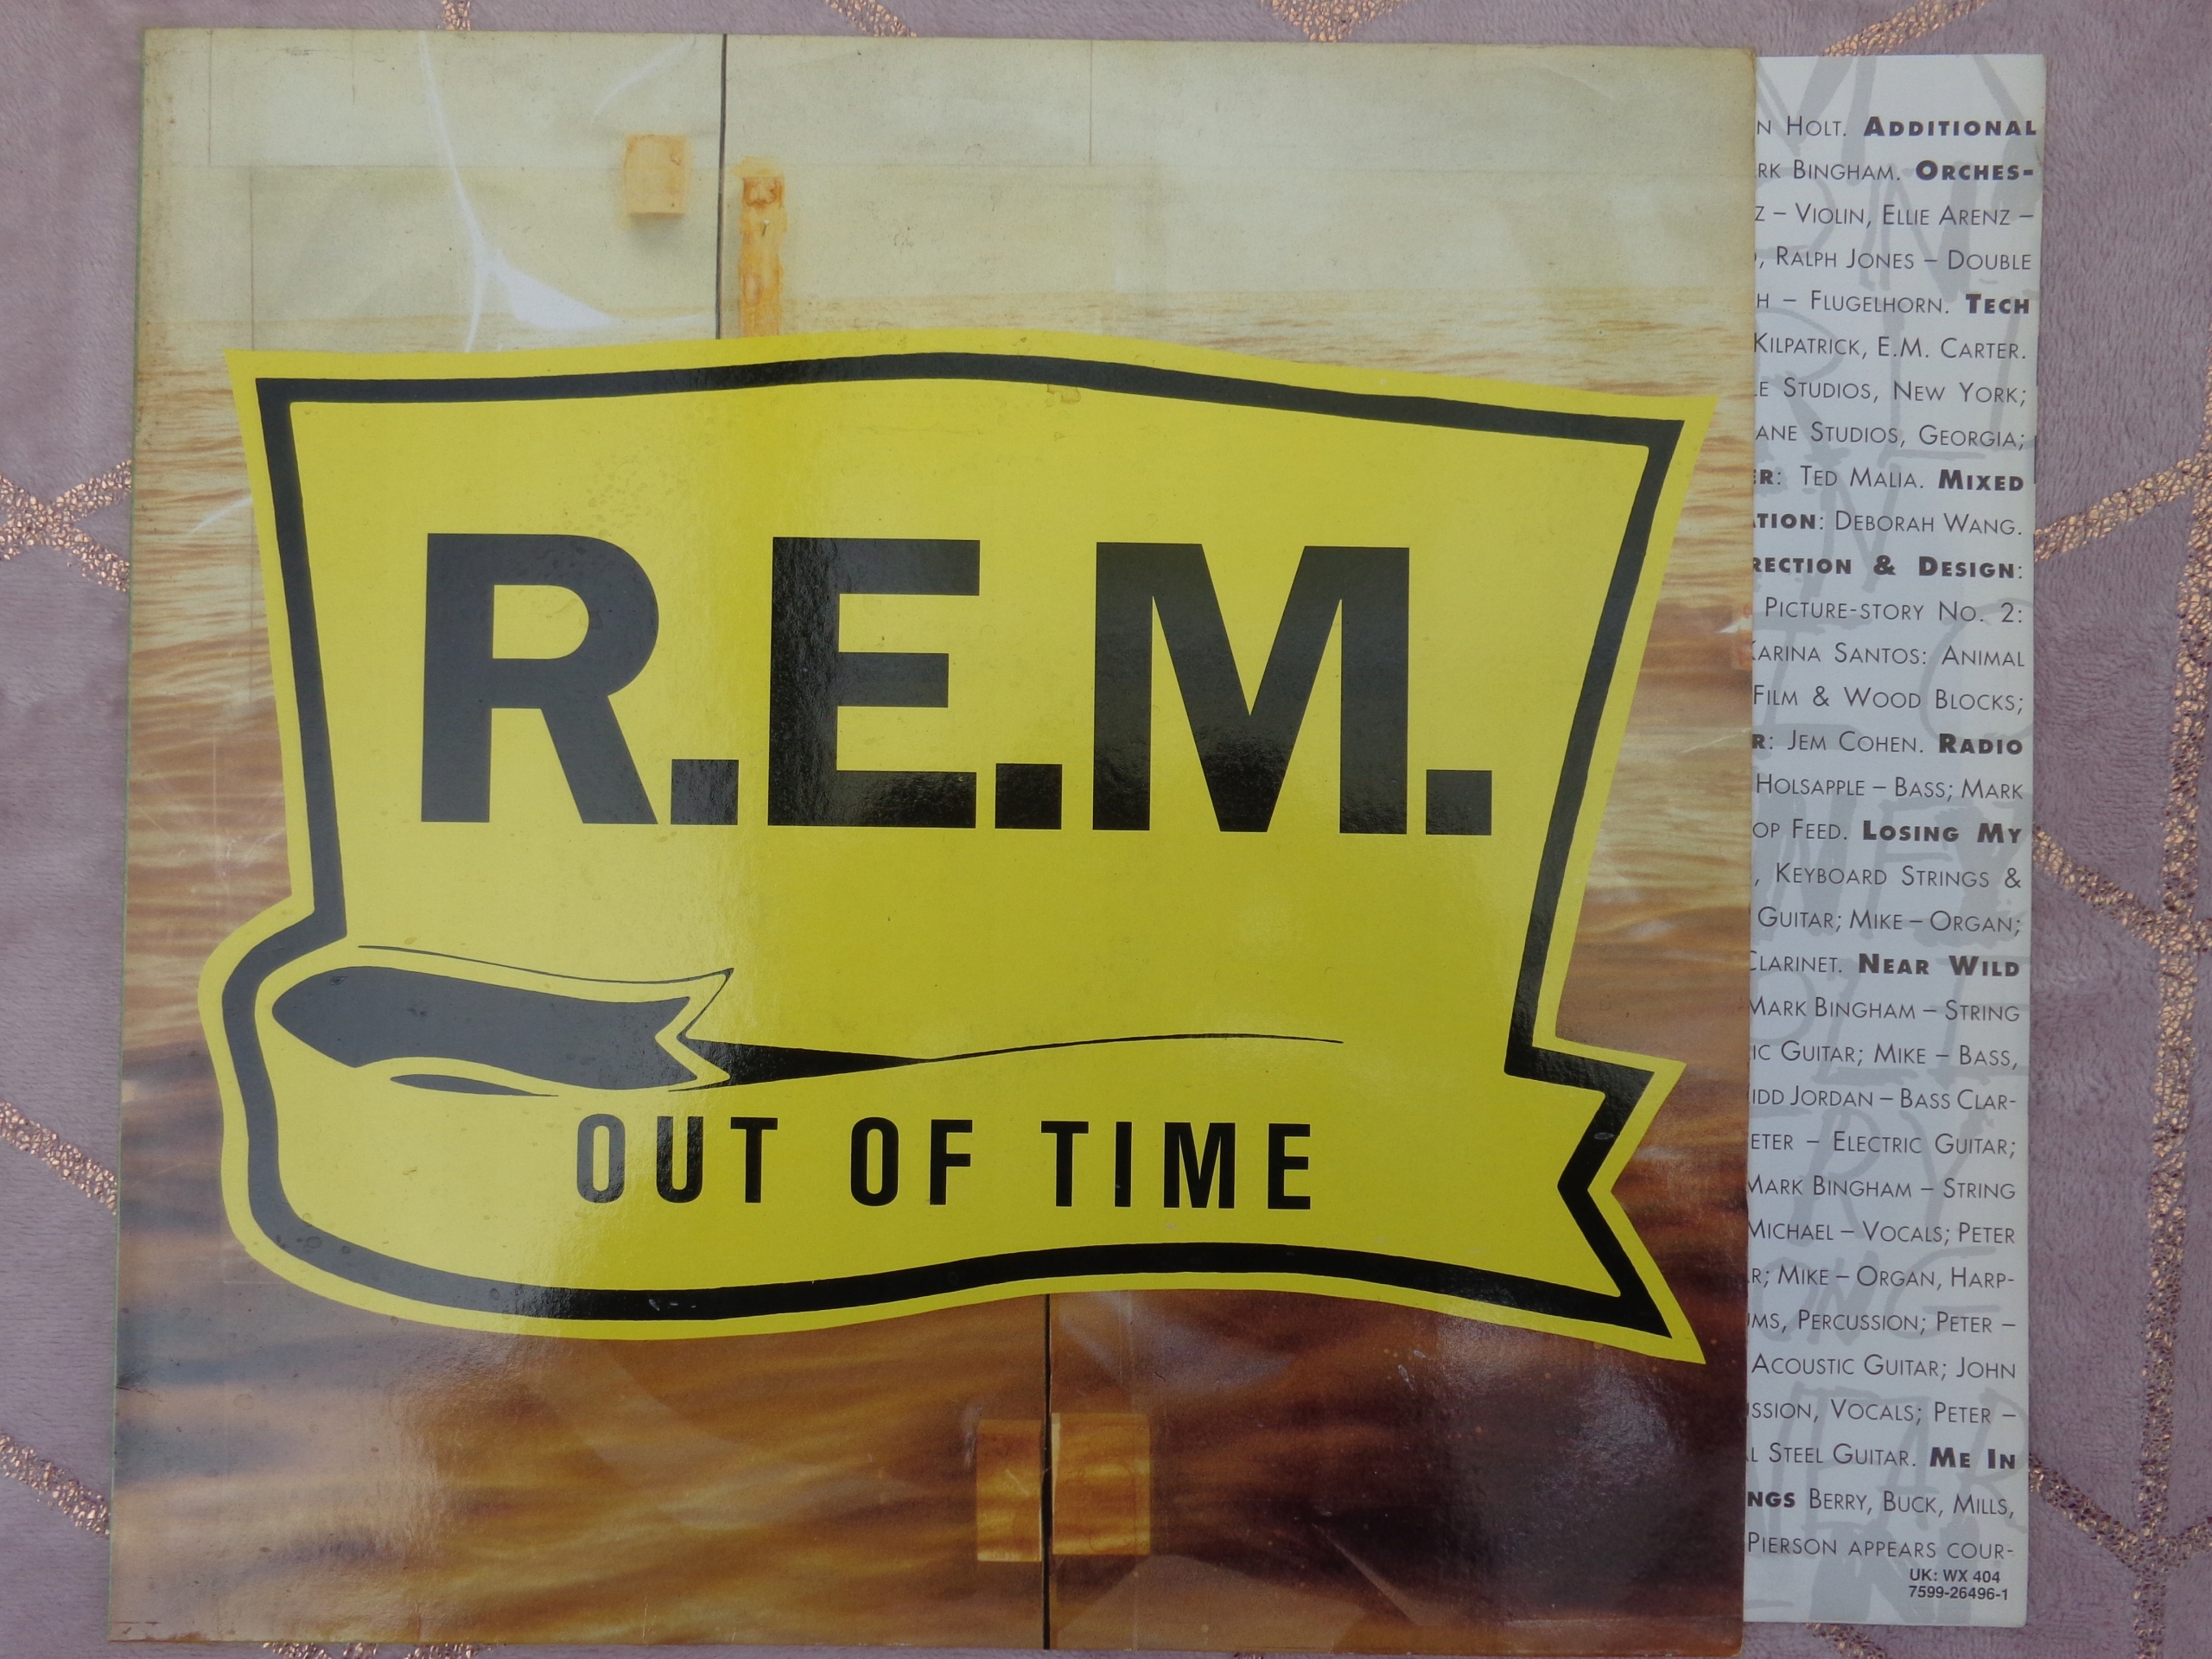 R.E.M.
OUT OF TIME
N HOLT. ADDITIONAL
RK BINGHAM. ORCHES-
Z – VIOLIN, ELLIE ARENZ –
, RALPH JONES – DOUBLE
H – FLUGELHORN. TECH
KILPATRICK, E.M. CARTER.
LE STUDIOS, NEW YORK;
ANE STUDIOS, GEORGIA;
ER: TED MALIA. MIXED
ATION: DEBORAH WANG.
RECTION & DESIGN:
PICTURE-STORY NO. 2:
KARINA SANTOS: ANIMAL
FILM & WOOD BLOCKS;
R: JEM COHEN. RADIO
HOLSAPPLE – BASS; MARK
OP FEED. LOSING MY
, KEYBOARD STRINGS &
GUITAR; MIKE – ORGAN;
CLARINET. NEAR WILD
MARK BINGHAM – STRING
IC GUITAR; MIKE – BASS,
IDD JORDAN – BASS CLAR-
ETER – ELECTRIC GUITAR;
MARK BINGHAM – STRING
MICHAEL – VOCALS; PETER
R; MIKE – ORGAN, HARP-
UMS, PERCUSSION; PETER –
ACOUSTIC GUITAR; JOHN
SSION, VOCALS; PETER –
L STEEL GUITAR. ME IN
NGS BERRY, BUCK, MILLS,
PIERSON APPEARS COUR-
UK: WX 404
7599-26496-1